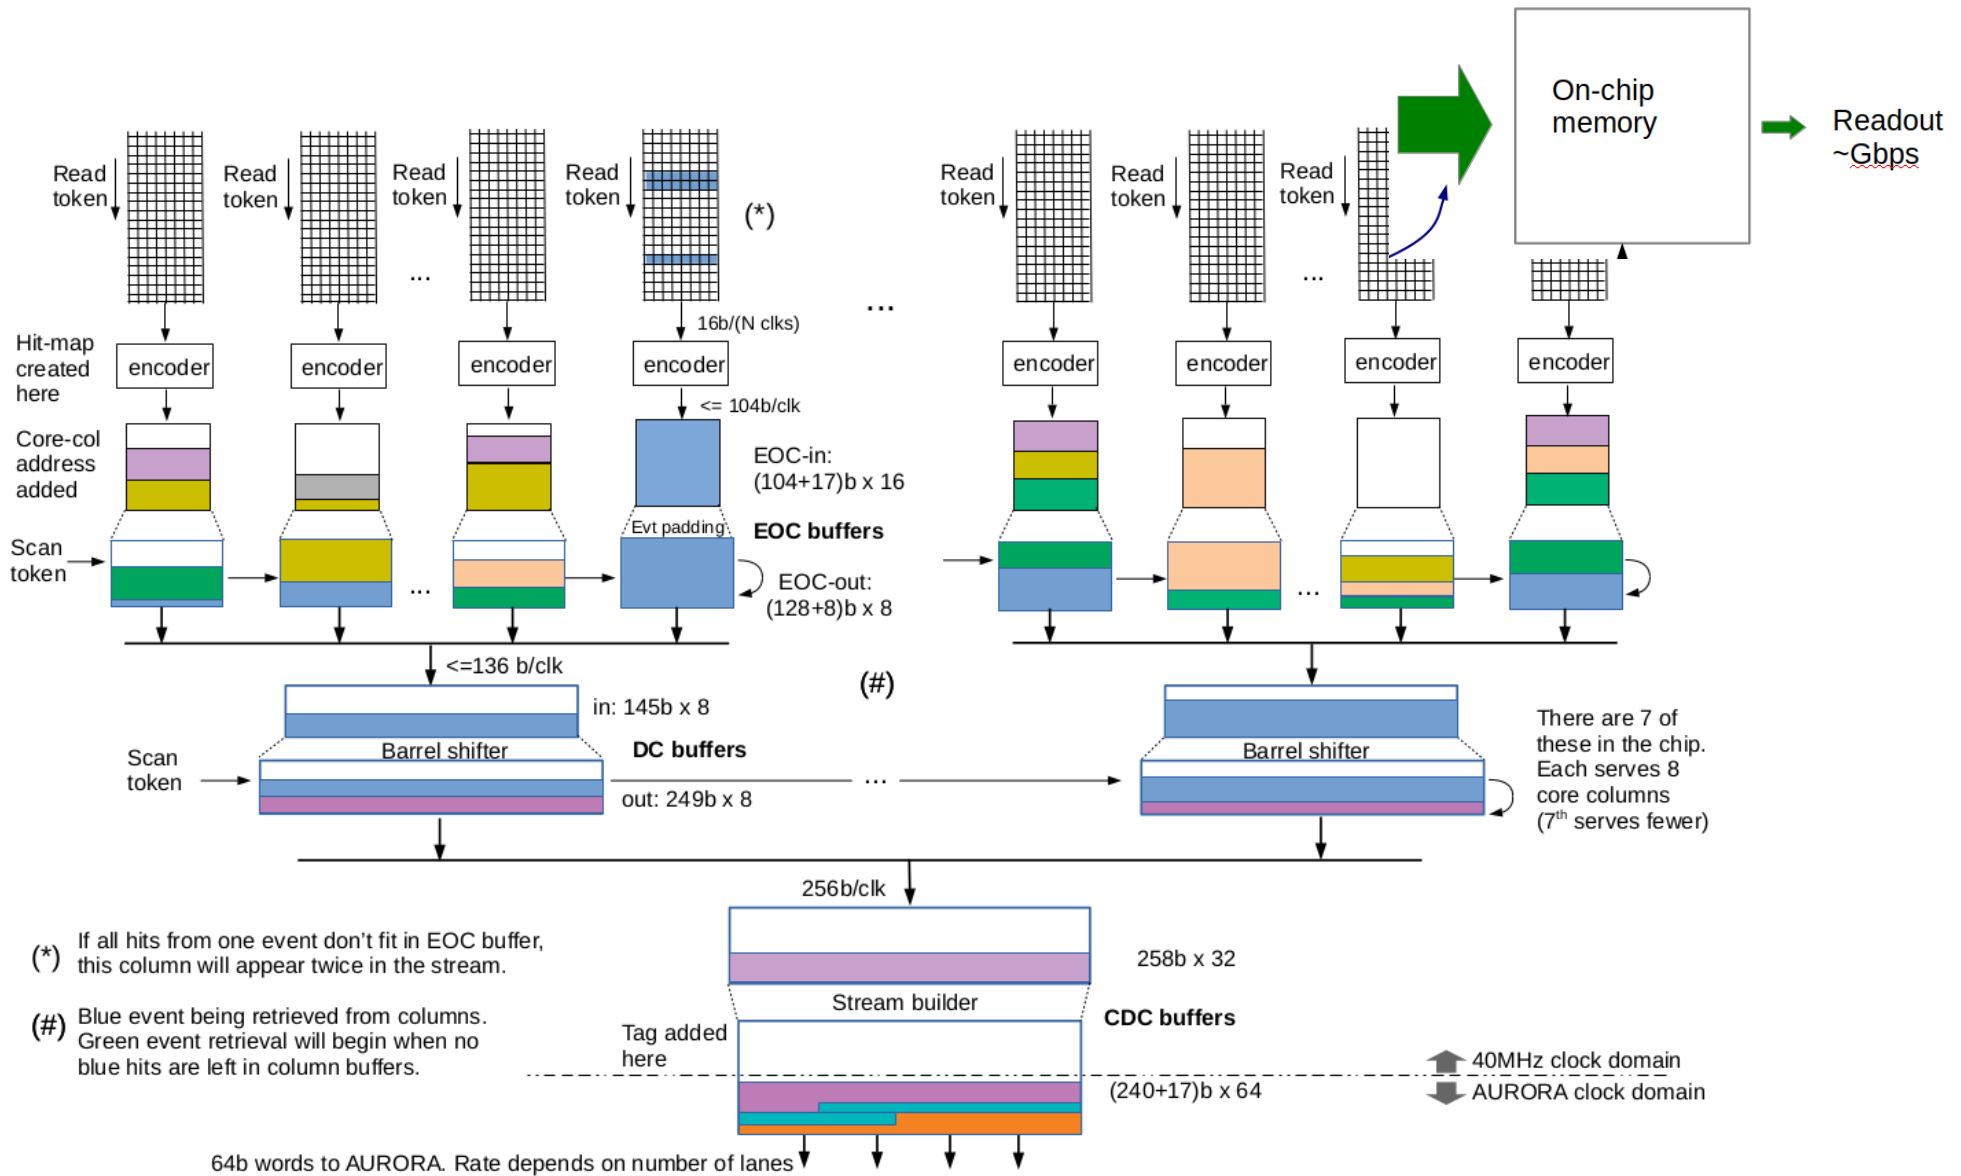 On-chip
memory
Readout
~Gbps
Read
token
Read
token
Read
token
Read
token
(*)
Read
token
Read
token
Read
token
...
...
...
16b/(N clks)
Hit-map
created
here
encoder
encoder
encoder
encoder
encoder
encoder
encoder
encoder
<= 104b/clk
Core-col
address
added
EOC-in:
(104+17)b x 16
Evt padding
EOC buffers
Scan
token
...
EOC-out:
(128+8)b x 8
...
<=136 b/clk
(#)
in: 145b x 8
Barrel shifter
DC buffers
Barrel shifter
Scan
token
...
out: 249b x 8
There are 7 of
these in the chip.
Each serves 8
core columns
(7th serves fewer)
256b/clk
(*) If all hits from one event don't fit in EOC buffer,
this column will appear twice in the stream.
258b x 32
Stream builder
(#) Blue event being retrieved from columns.
Green event retrieval will begin when no
blue hits are left in column buffers.
CDC buffers
Tag added
here
40MHz clock domain
(240+17)b x 64
AURORA clock domain
64b words to AURORA. Rate depends on number of lanes